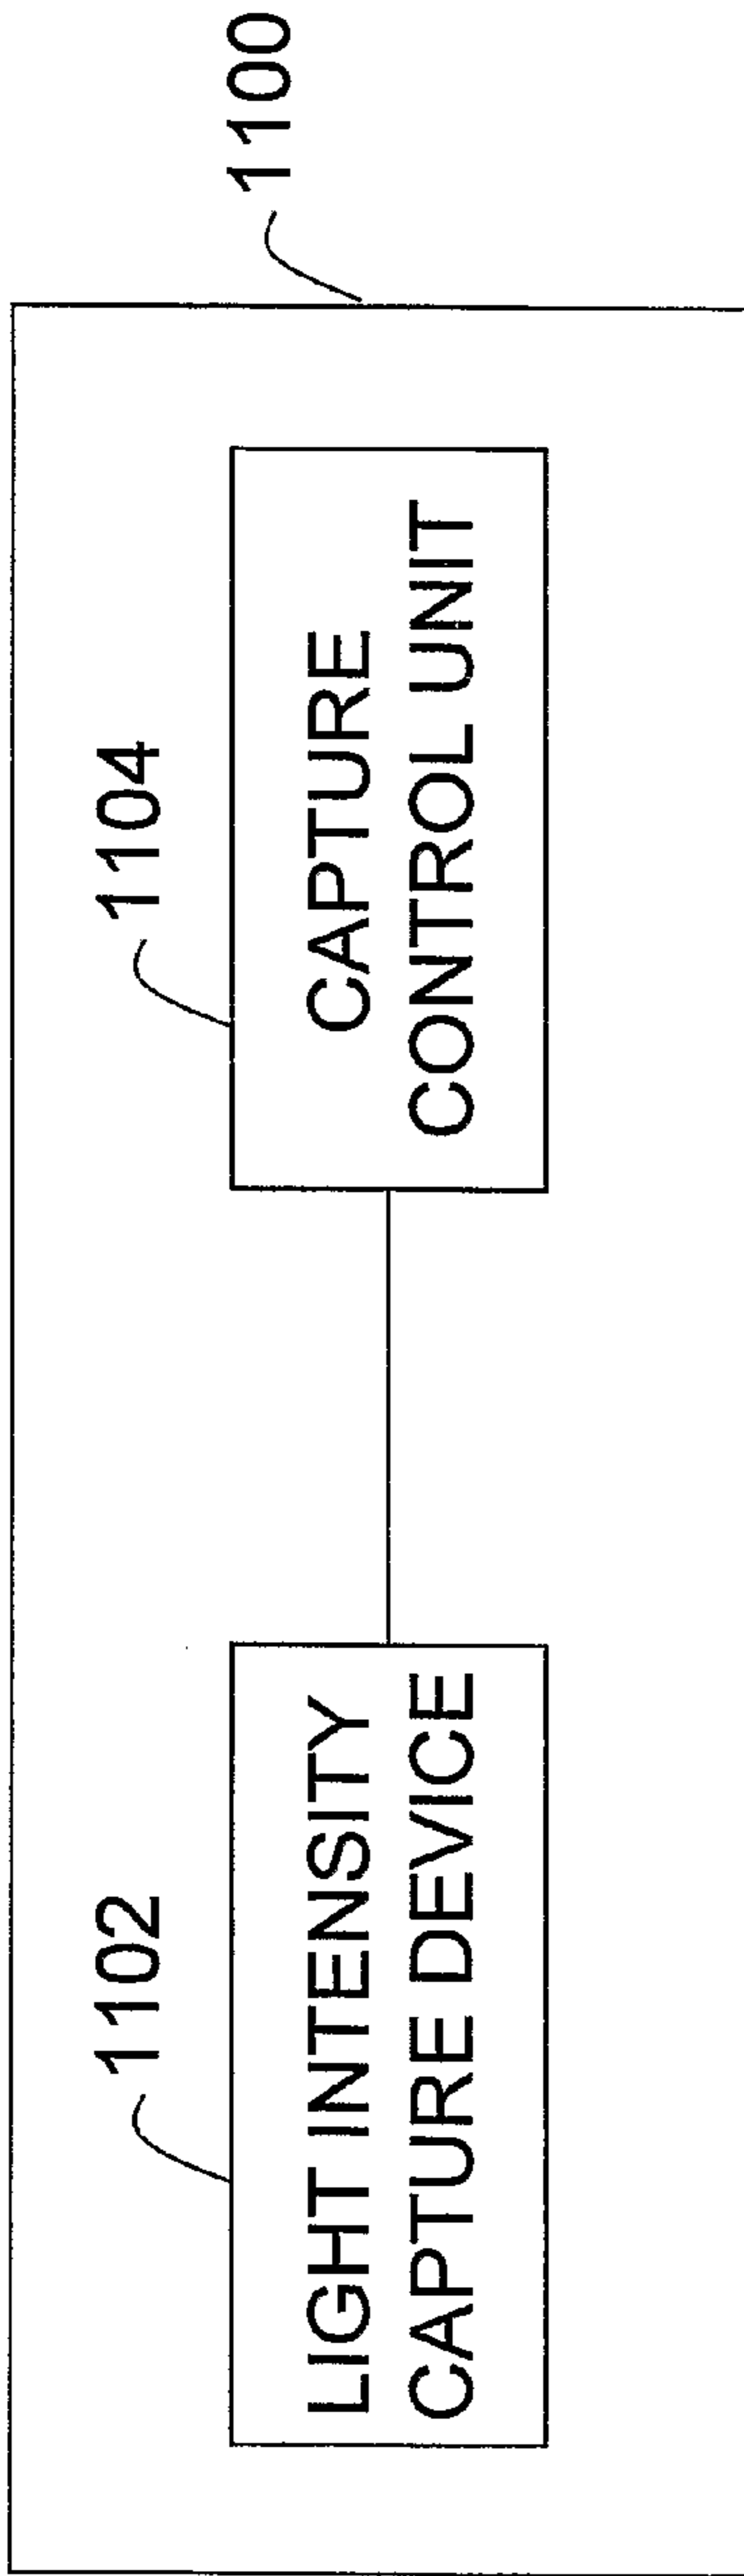 1100
1102
LIGHT INTENSITY
CAPTURE DEVICE
1104
CAPTURE
CONTROL UNIT